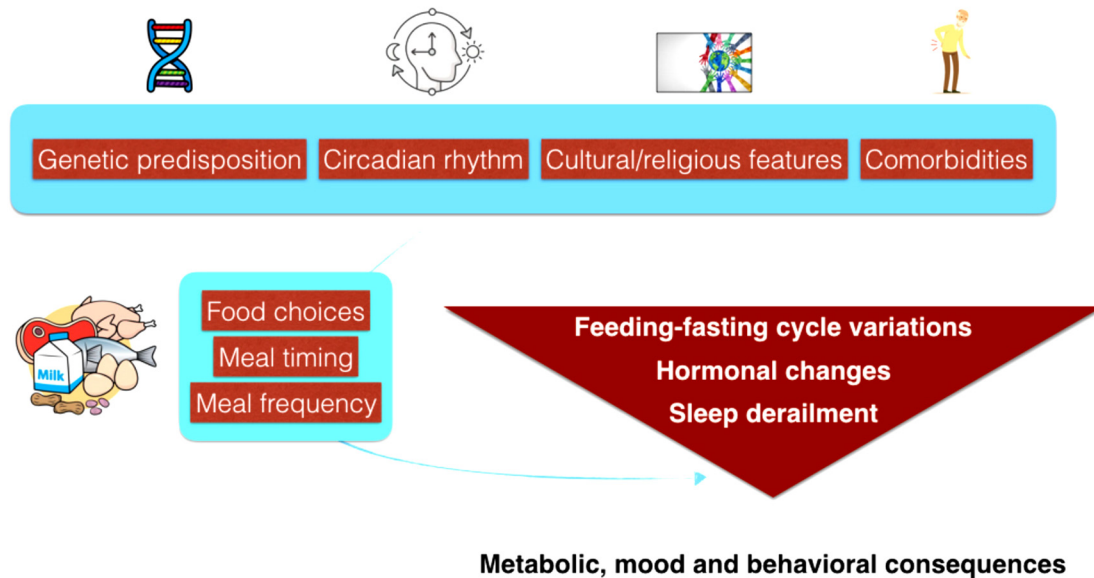 Genetic predisposition
Circadian rhythm
Cultural/religious features
Comorbidities
Food choices
Meal timing
Meal frequency
Milk
Feeding-fasting cycle variations
Hormonal changes
Sleep derailment
Metabolic, mood and behavioral consequences